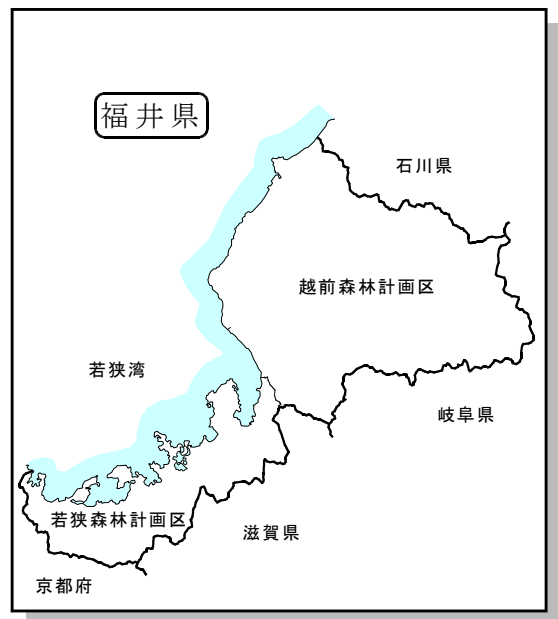 福井県
石川県
越前森林計画区
若狭湾
岐阜県
若狭森林計画区
滋賀県
京都府